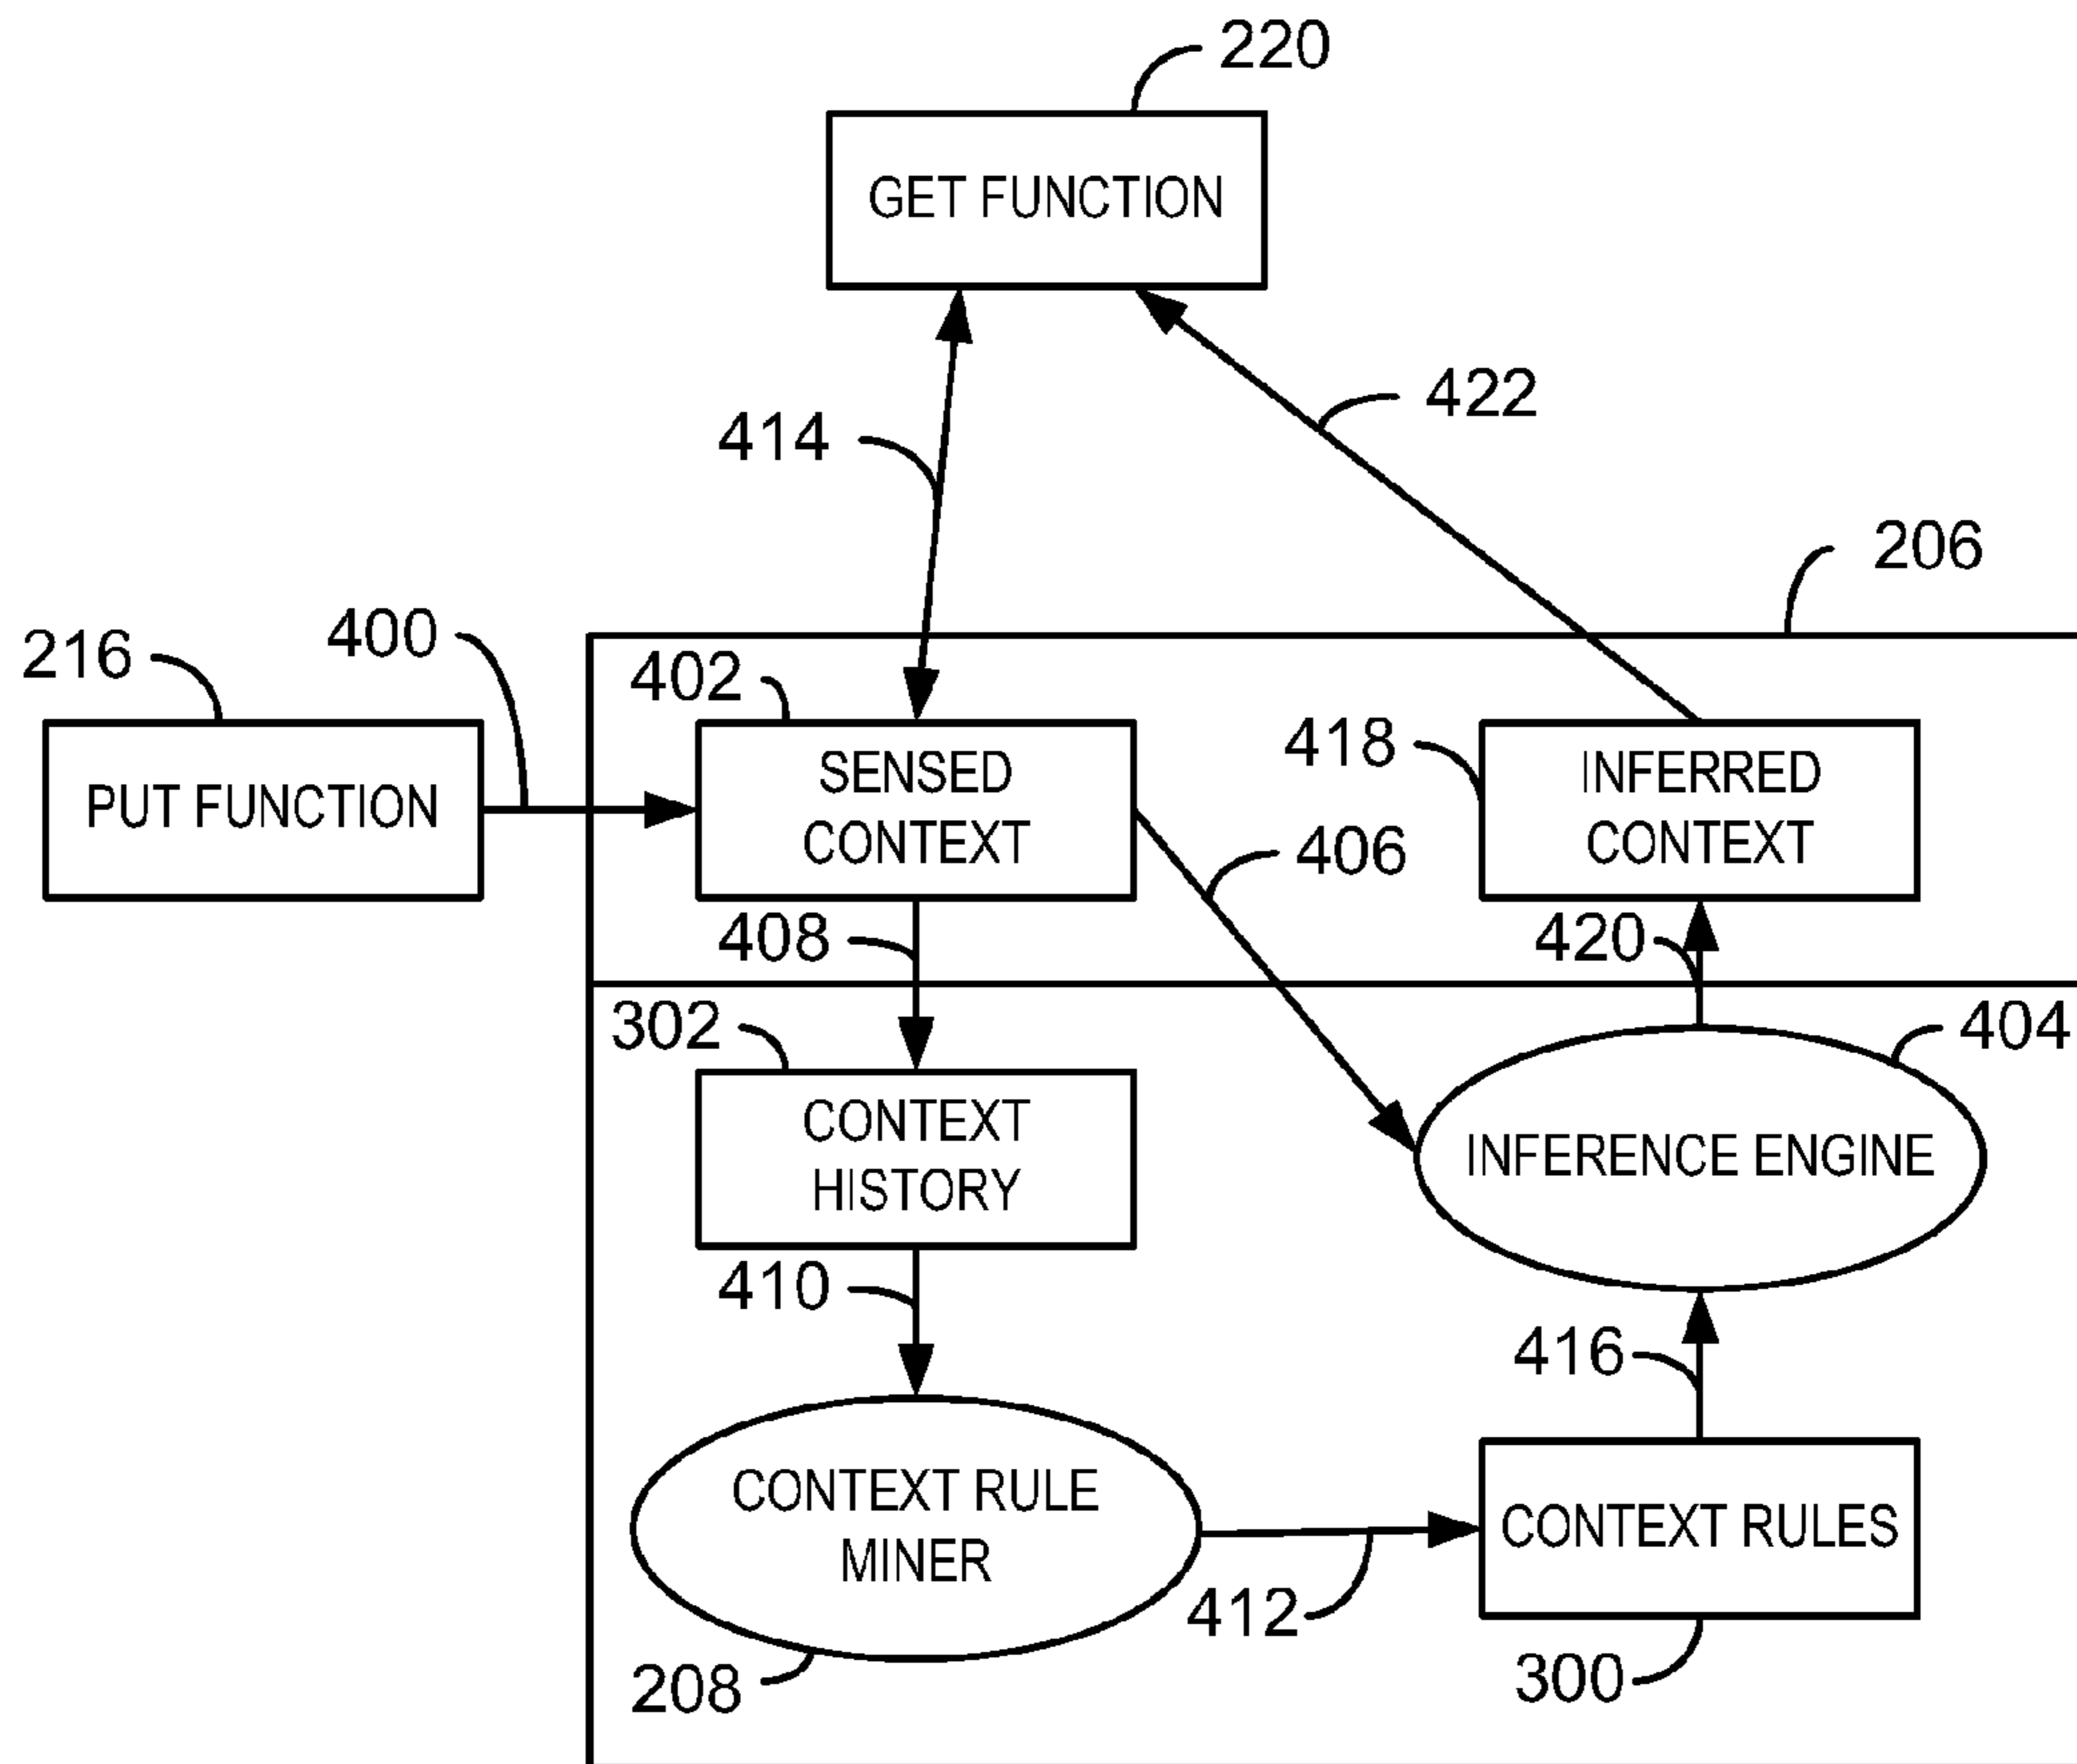 220
GET FUNCTION
414
422
206
216
400
402
PUT FUNCTION
SENSED
CONTEXT
418
INFERRED
CONTEXT
406
408
420
302
404
CONTEXT
HISTORY
INFERENCE ENGINE
410
416
CONTEXT RULE
MINER
CONTEXT RULES
412
208
300